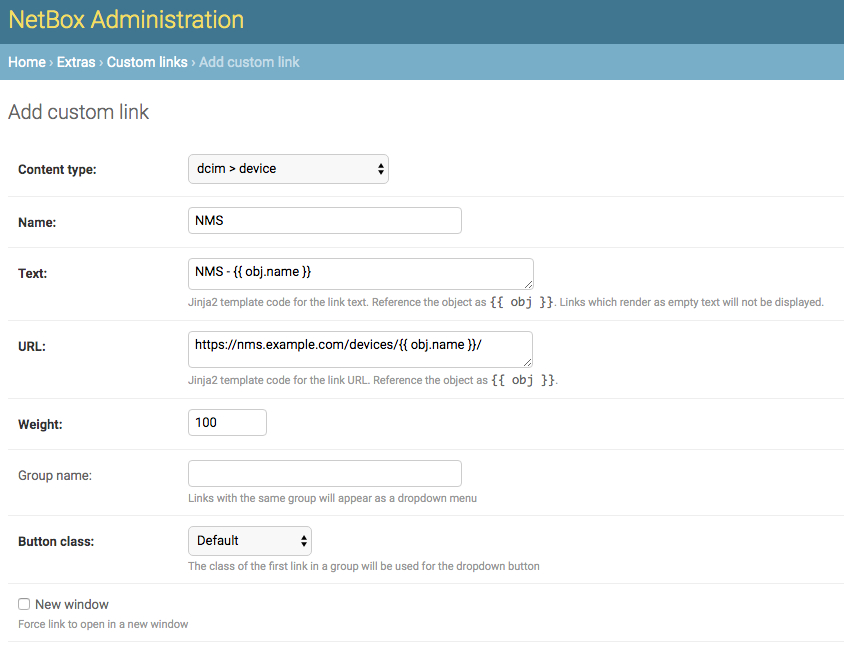 NetBox Administration
Home › Extras › Custom links › Add custom link
Add custom link
Content type:
dcim > device
Name:
NMS
Text:
NMS - {{ obj.name }}
Jinja2 template code for the link text. Reference the object as {{ obj }}. Links which render as empty text will not be displayed.
URL:
https://nms.example.com/devices/{{ obj.name }}/
Jinja2 template code for the link URL. Reference the object as {{ obj }}.
Weight:
100
Group name:
Links with the same group will appear as a dropdown menu
Button class:
Default
The class of the first link in a group will be used for the dropdown button
New window
Force link to open in a new window